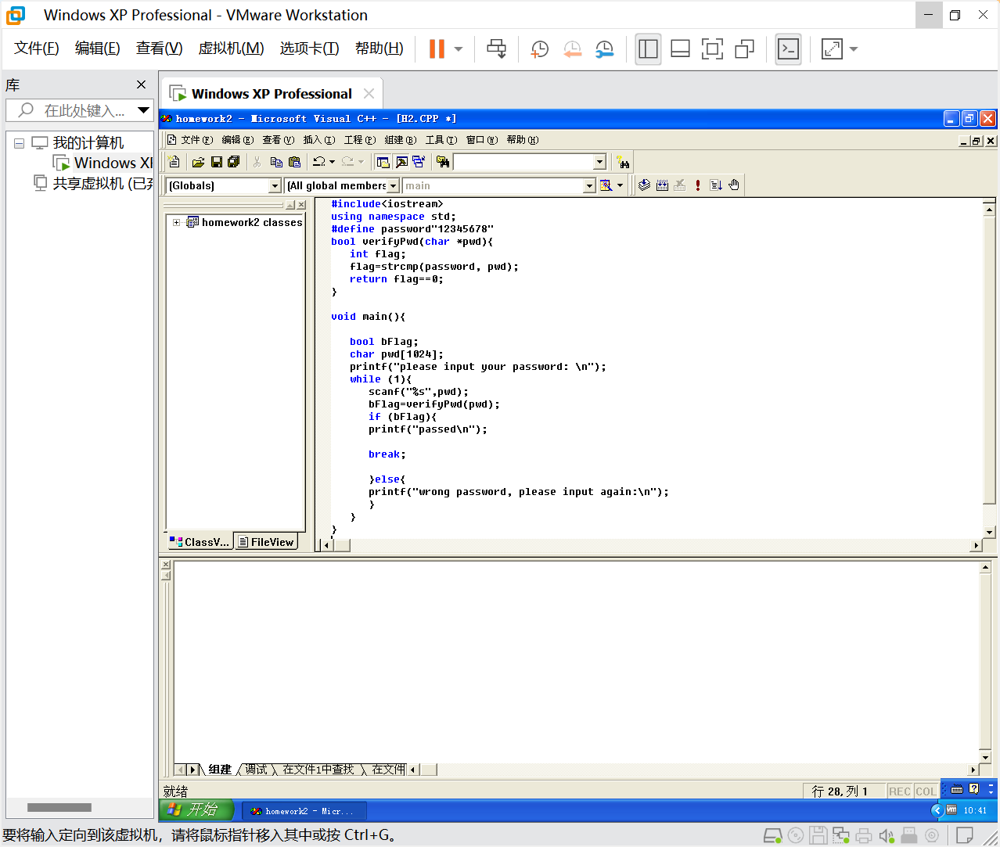 Windows XP Professional - VMware Workstation
文件(F) 编辑(E) 查看(V) 虚拟机(M) 选项卡(T) 帮助(H)
库
在此处键入...
我的计算机
Windows XI
共享虚拟机 (已
Windows XP Professional
homework2 - Microsoft Visual C++ - [H2.CPP *]
文件(F) 编辑(E) 查看(V) 插入(I) 工程(P) 组建(B) 工具(T) 窗口(W) 帮助(H)
(Globals) (All global members main
homework2 classes
ClassV... FileView
#include<iostream>
using namespace std;
#define password"12345678"
bool verifyPwd(char *pwd){
int flag;
flag=strcmp(password, pwd);
return flag==0;
}
void main(){
bool bFlag;
char pwd[1024];
printf("please input your password: \n");
while (1){
scanf("%s",pwd);
bFlag=verifyPwd(pwd);
if (bFlag){
printf("passed\n");
break;
}else{
printf("wrong password, please input again:\n");
}
}
}
组建 调试 在文件1中查找 在文件
就绪
行 28, 列 1 REC COL
开始 homework2 - Micr... 10:41
要将输入定向到该虚拟机，请将鼠标指针移入其中或按 Ctrl+G。